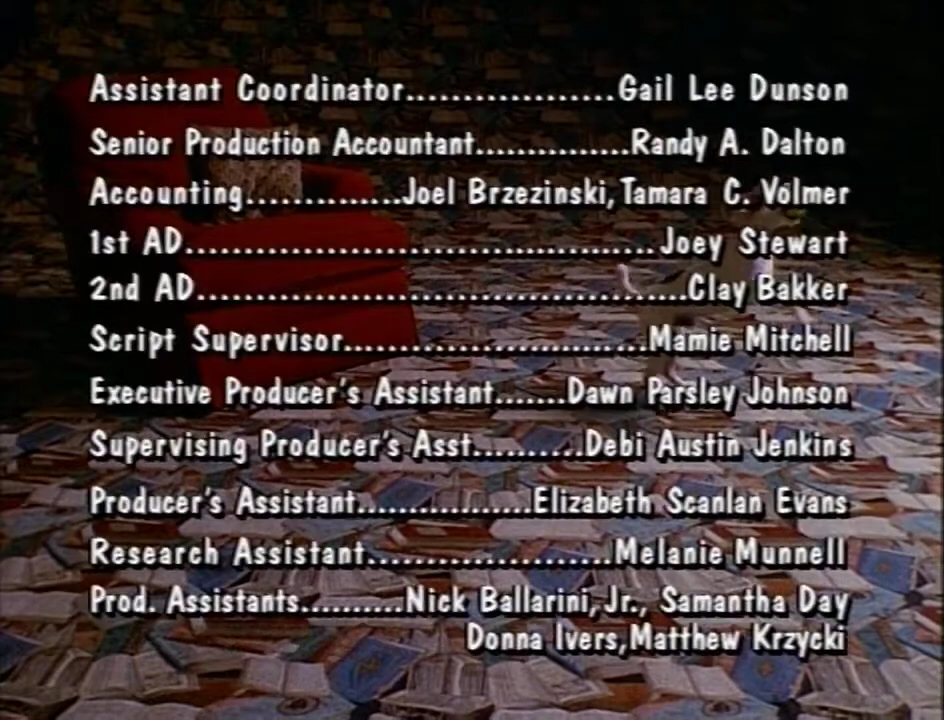 Assistant Coordinator..................Gail Lee Dunson
Senior Production Accountant..............Randy A. Dalton
Accounting..............Joel Brzezinski, Tamara C. Volmer
1st AD.........................................Joey Stewart
2nd AD...........................................Clay Bakker
Script Supervisor...........................Mamie Mitchell
Executive Producer's Assistant.......Dawn Parsley Johnson
Supervising Producer's Asst..........Debi Austin Jenkins
Producer's Assistant................Elizabeth Scanlan Evans
Research Assistant......................Melanie Munnell
Prod. Assistants..........Nick Ballarini, Jr., Samantha Day
Donna Ivers, Matthew Krzycki